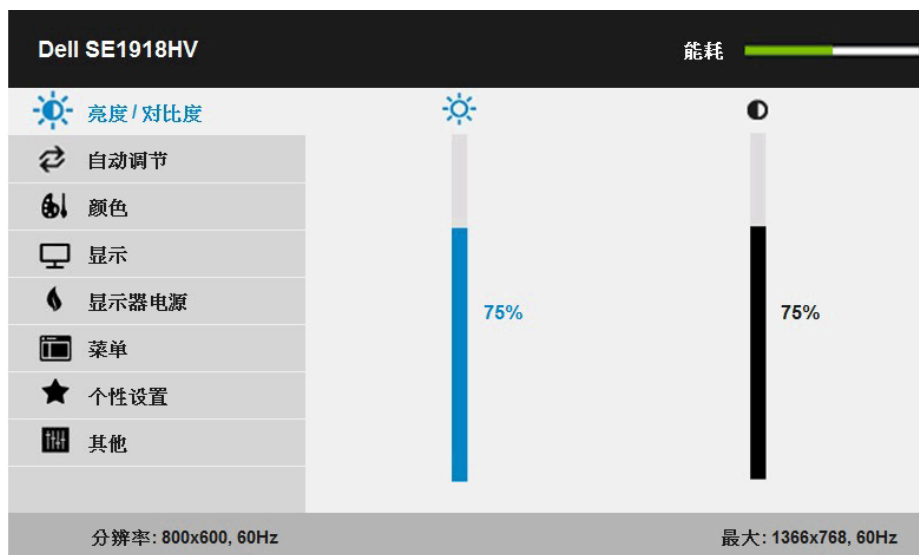 Dell SE1918HV
能耗
亮度 / 对比度
自动调节
颜色
显示
显示器电源
75%
75%
菜单
个性设置
其他
分辨率: 800x600, 60Hz
最大: 1366x768, 60Hz